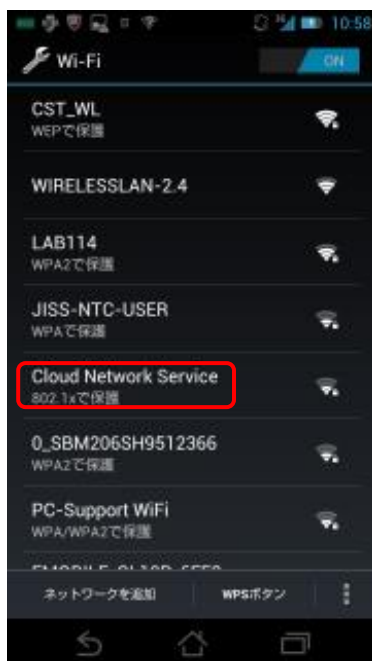 10:58
Wi-Fi
ON
CST_WL
WEPで保護
WIRELESSLAN-2.4
LAB114
WPA2で保護
JISS-NTC-USER
WPAで保護
Cloud Network Service
802.1xで保護
0_SBM206SH9512366
WPA2で保護
PC-Support WiFi
WPA/WPA2で保護
ネットワークを追加
WPSボタン